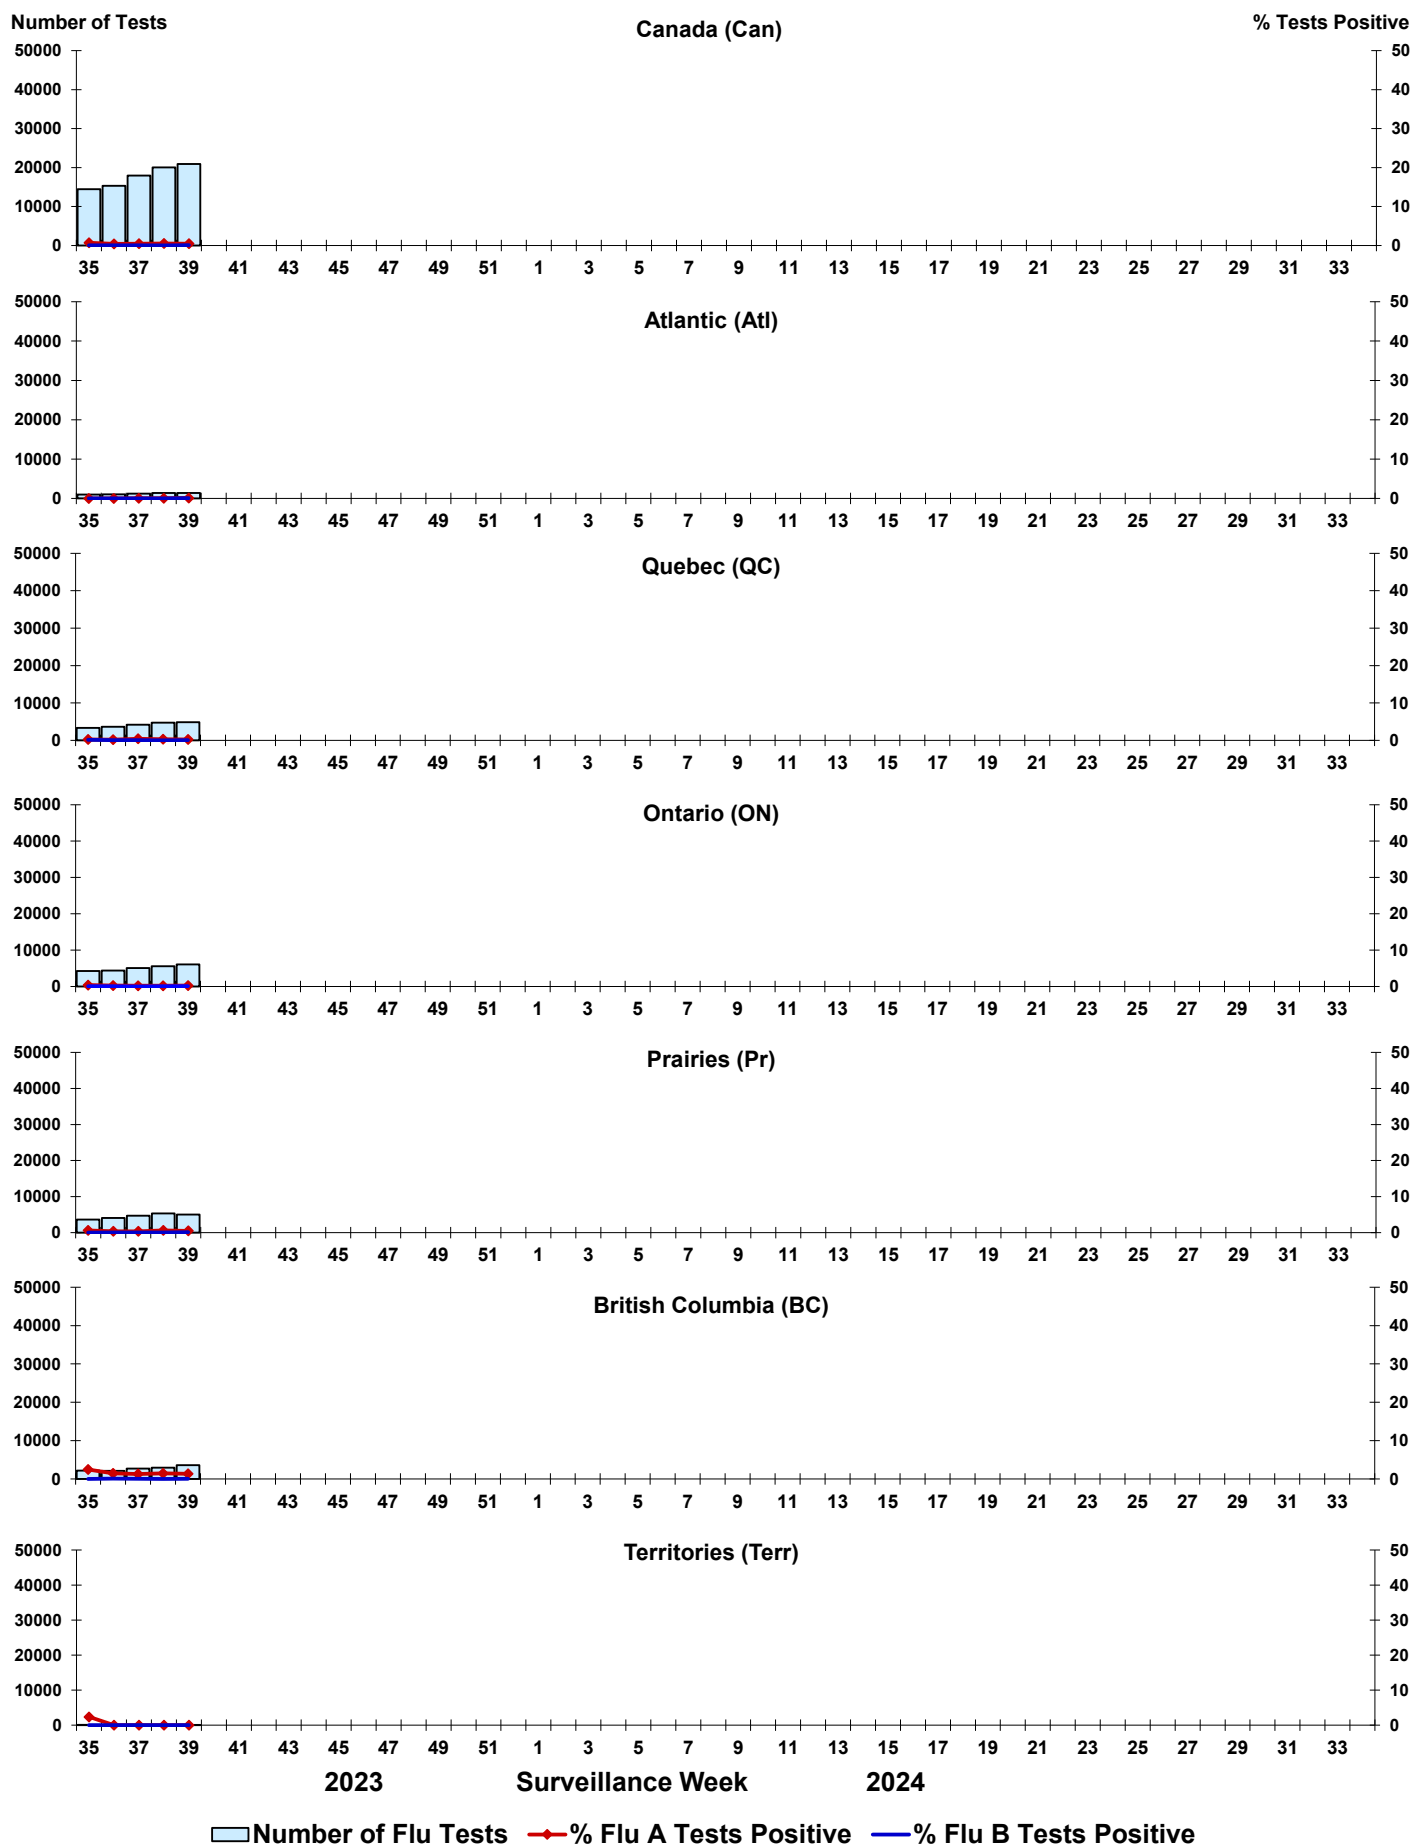 Number of Tests Canada (Can) % Tests Positive
50000 50
40000 40
30000 30
20000 20
10000 10
0 0
35 37 39 41 43 45 47 49 51 1 3 5 7 9 11 13 15 17 19 21 23 25 27 29 31 33
50000 50
Atlantic (Atl)
40000 40
30000 30
20000 20
10000 10
0 0
35 37 39 41 43 45 47 49 51 1 3 5 7 9 11 13 15 17 19 21 23 25 27 29 31 33
50000 50
Quebec (QC)
40000 40
30000 30
20000 20
10000 10
0 0
35 37 39 41 43 45 47 49 51 1 3 5 7 9 11 13 15 17 19 21 23 25 27 29 31 33
50000 50
Ontario (ON)
40000 40
30000 30
20000 20
10000 10
0 0
35 37 39 41 43 45 47 49 51 1 3 5 7 9 11 13 15 17 19 21 23 25 27 29 31 33
50000 50
Prairies (Pr)
40000 40
30000 30
20000 20
10000 10
0 0
35 37 39 41 43 45 47 49 51 1 3 5 7 9 11 13 15 17 19 21 23 25 27 29 31 33
50000 50
British Columbia (BC)
40000 40
30000 30
20000 20
10000 10
0 0
35 37 39 41 43 45 47 49 51 1 3 5 7 9 11 13 15 17 19 21 23 25 27 29 31 33
50000 50
Territories (Terr)
40000 40
30000 30
20000 20
10000 10
0 0
35 37 39 41 43 45 47 49 51 1 3 5 7 9 11 13 15 17 19 21 23 25 27 29 31 33
2023 Surveillance Week 2024
Number of Flu Tests % Flu A Tests Positive % Flu B Tests Positive